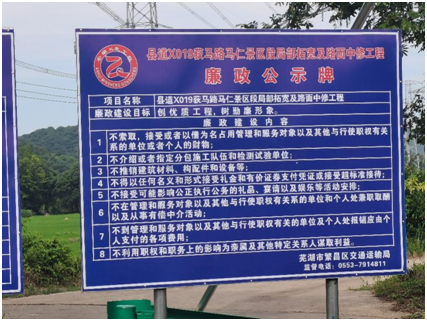 县道X019荻马路马仁景区段局部拓宽及路面中修工程
廉政公示牌
项目名称 县道X019荻马路马仁景区段局部拓宽及路面中修工程
廉政建设目标 创优质工程,树勤廉形象。
廉政建设内容
1 不索取、接受或者以借为名占用管理和服务对象以及其他与行使职权有关系的单位或者个人的财物;
2 不介绍或者指定分包施工队伍和检测试验单位;
3 不推销建筑材料、构配件和设备等;
4 不得以任何名义和形式接受礼金和有价证券支付凭证或接受超标准接待;
5 不接受可能影响公正执行公务的礼品、宴请以及娱乐等活动安排;
6 不在管理和服务对象以及其他与行使职权有关系的单位和个人处兼职取酬以及从事有偿中介活动;
7 不到管理和服务对象以及其他与行使职权有关的单位及个人处报销应由个人支付的各项费用;
8 不利用职权和职务上的影响为亲属及其他特定关系人谋取利益。
芜湖市繁昌区交通运输局
监督电话:0553-7914811